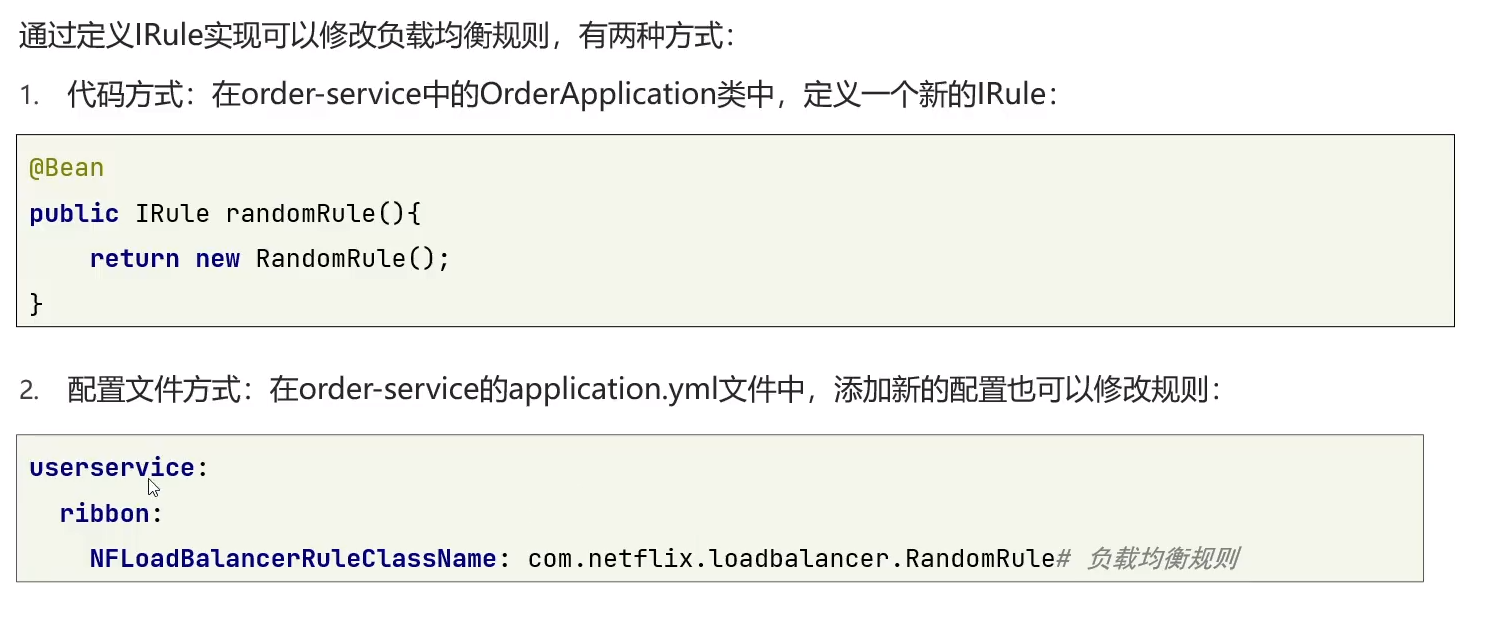 通过定义IRule实现可以修改负载均衡规则，有两种方式：
1. 代码方式：在order-service中的OrderApplication类中，定义一个新的IRule：
@Bean
public IRule randomRule(){
    return new RandomRule();
}
2. 配置文件方式：在order-service的application.yml文件中，添加新的配置也可以修改规则：
userservice:
  ribbon:
    NFLoadBalancerRuleClassName: com.netflix.loadbalancer.RandomRule# 负载均衡规则